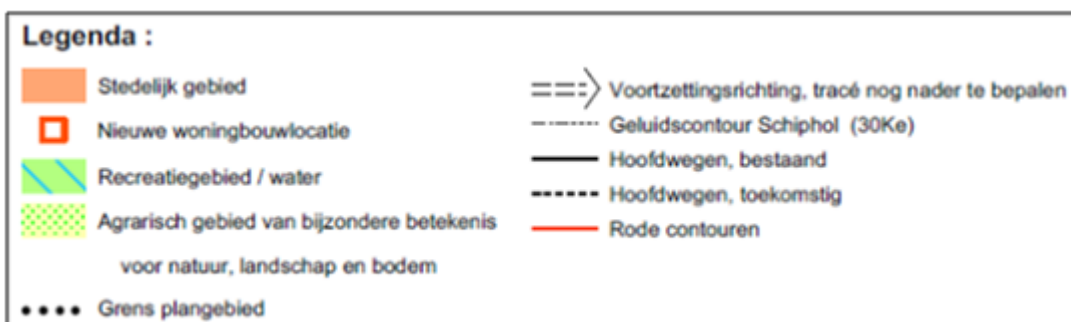 Legenda :
Stedelijk gebied
Nieuwe woningbouwlocatie
Recreatiegebied / water
Agrarisch gebied van bijzondere betekenis
voor natuur, landschap en bodem
Grens plangebied
Voortzettingsrichting, tracé nog nader te bepalen
Geluidscontour Schiphol (30Ke)
Hoofdwegen, bestaand
Hoofdwegen, toekomstig
Rode contouren